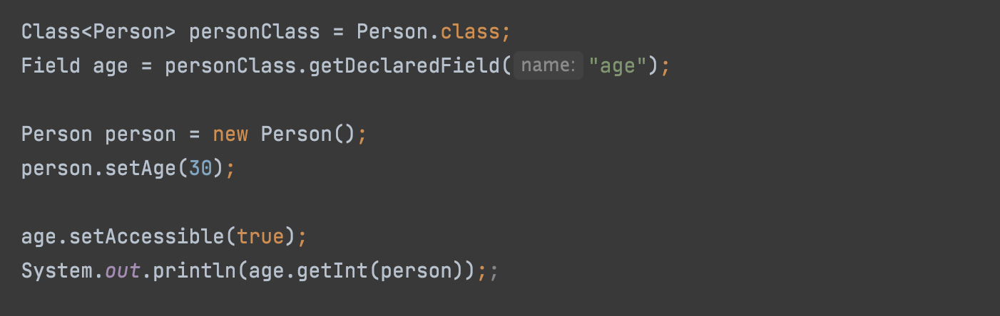 Class<Person> personClass = Person.class;
Field age = personClass.getDeclaredField( name: "age");
Person person = new Person();
person.setAge(30);
age.setAccessible(true);
System.out.println(age.getInt(person));;